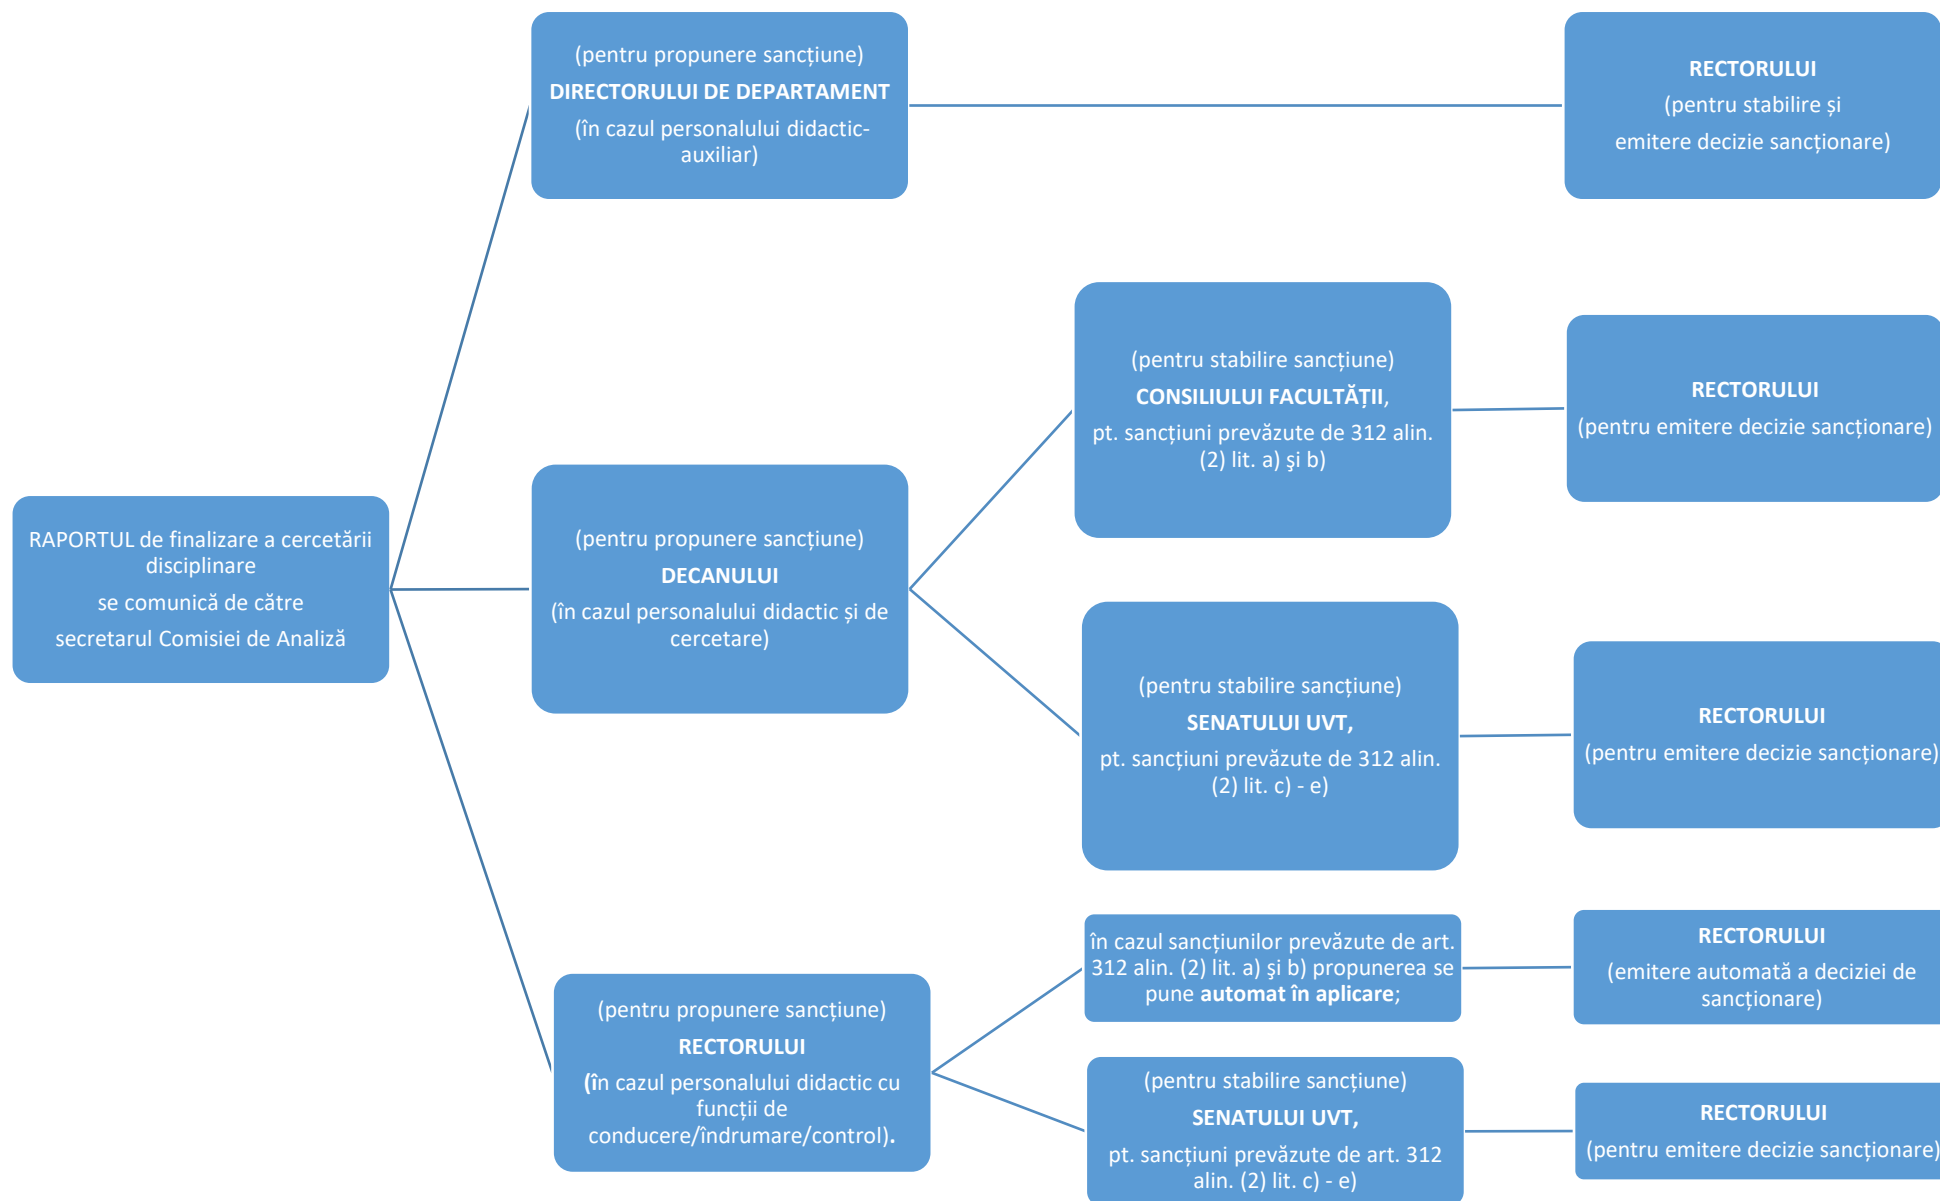 RAPORTUL de finalizare a cercetării
disciplinare
se comunică de către
secretarul Comisiei de Analiză
(pentru propunere sancțiune)
DIRECTORULUI DE DEPARTAMENT
(în cazul personalului didactic-
auxiliar)
RECTORULUI
(pentru stabilire și
emitere decizie sancționare)
(pentru propunere sancțiune)
DECANULUI
(în cazul personalului didactic și de
cercetare)
(pentru stabilire sancțiune)
CONSILIULUI FACULTĂȚII,
pt. sancțiuni prevăzute de 312 alin.
(2) lit. a) şi b)
RECTORULUI
(pentru emitere decizie sancționare)
(pentru stabilire sancțiune)
SENATULUI UVT,
pt. sancțiuni prevăzute de 312 alin.
(2) lit. c) - e)
RECTORULUI
(pentru emitere decizie sancționare)
(pentru propunere sancțiune)
RECTORULUI
(în cazul personalului didactic cu
funcții de
conducere/îndrumare/control).
în cazul sancțiunilor prevăzute de art.
312 alin. (2) lit. a) şi b) propunerea se
pune automat în aplicare;
RECTORULUI
(emitere automată a deciziei de
sancționare)
(pentru stabilire sancțiune)
SENATULUI UVT,
pt. sancțiuni prevăzute de art. 312
alin. (2) lit. c) - e)
RECTORULUI
(pentru emitere decizie sancționare)